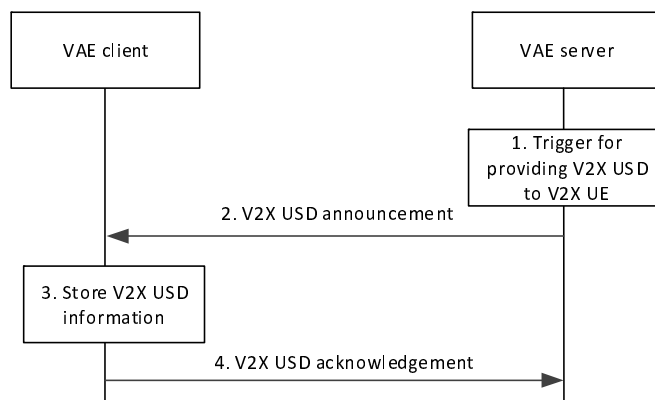 VAE client
VAE server
1. Trigger for
providing V2X USD
to V2X UE
2. V2X USD announcement
3. Store V2X USD
information
4. V2X USD acknowledgement